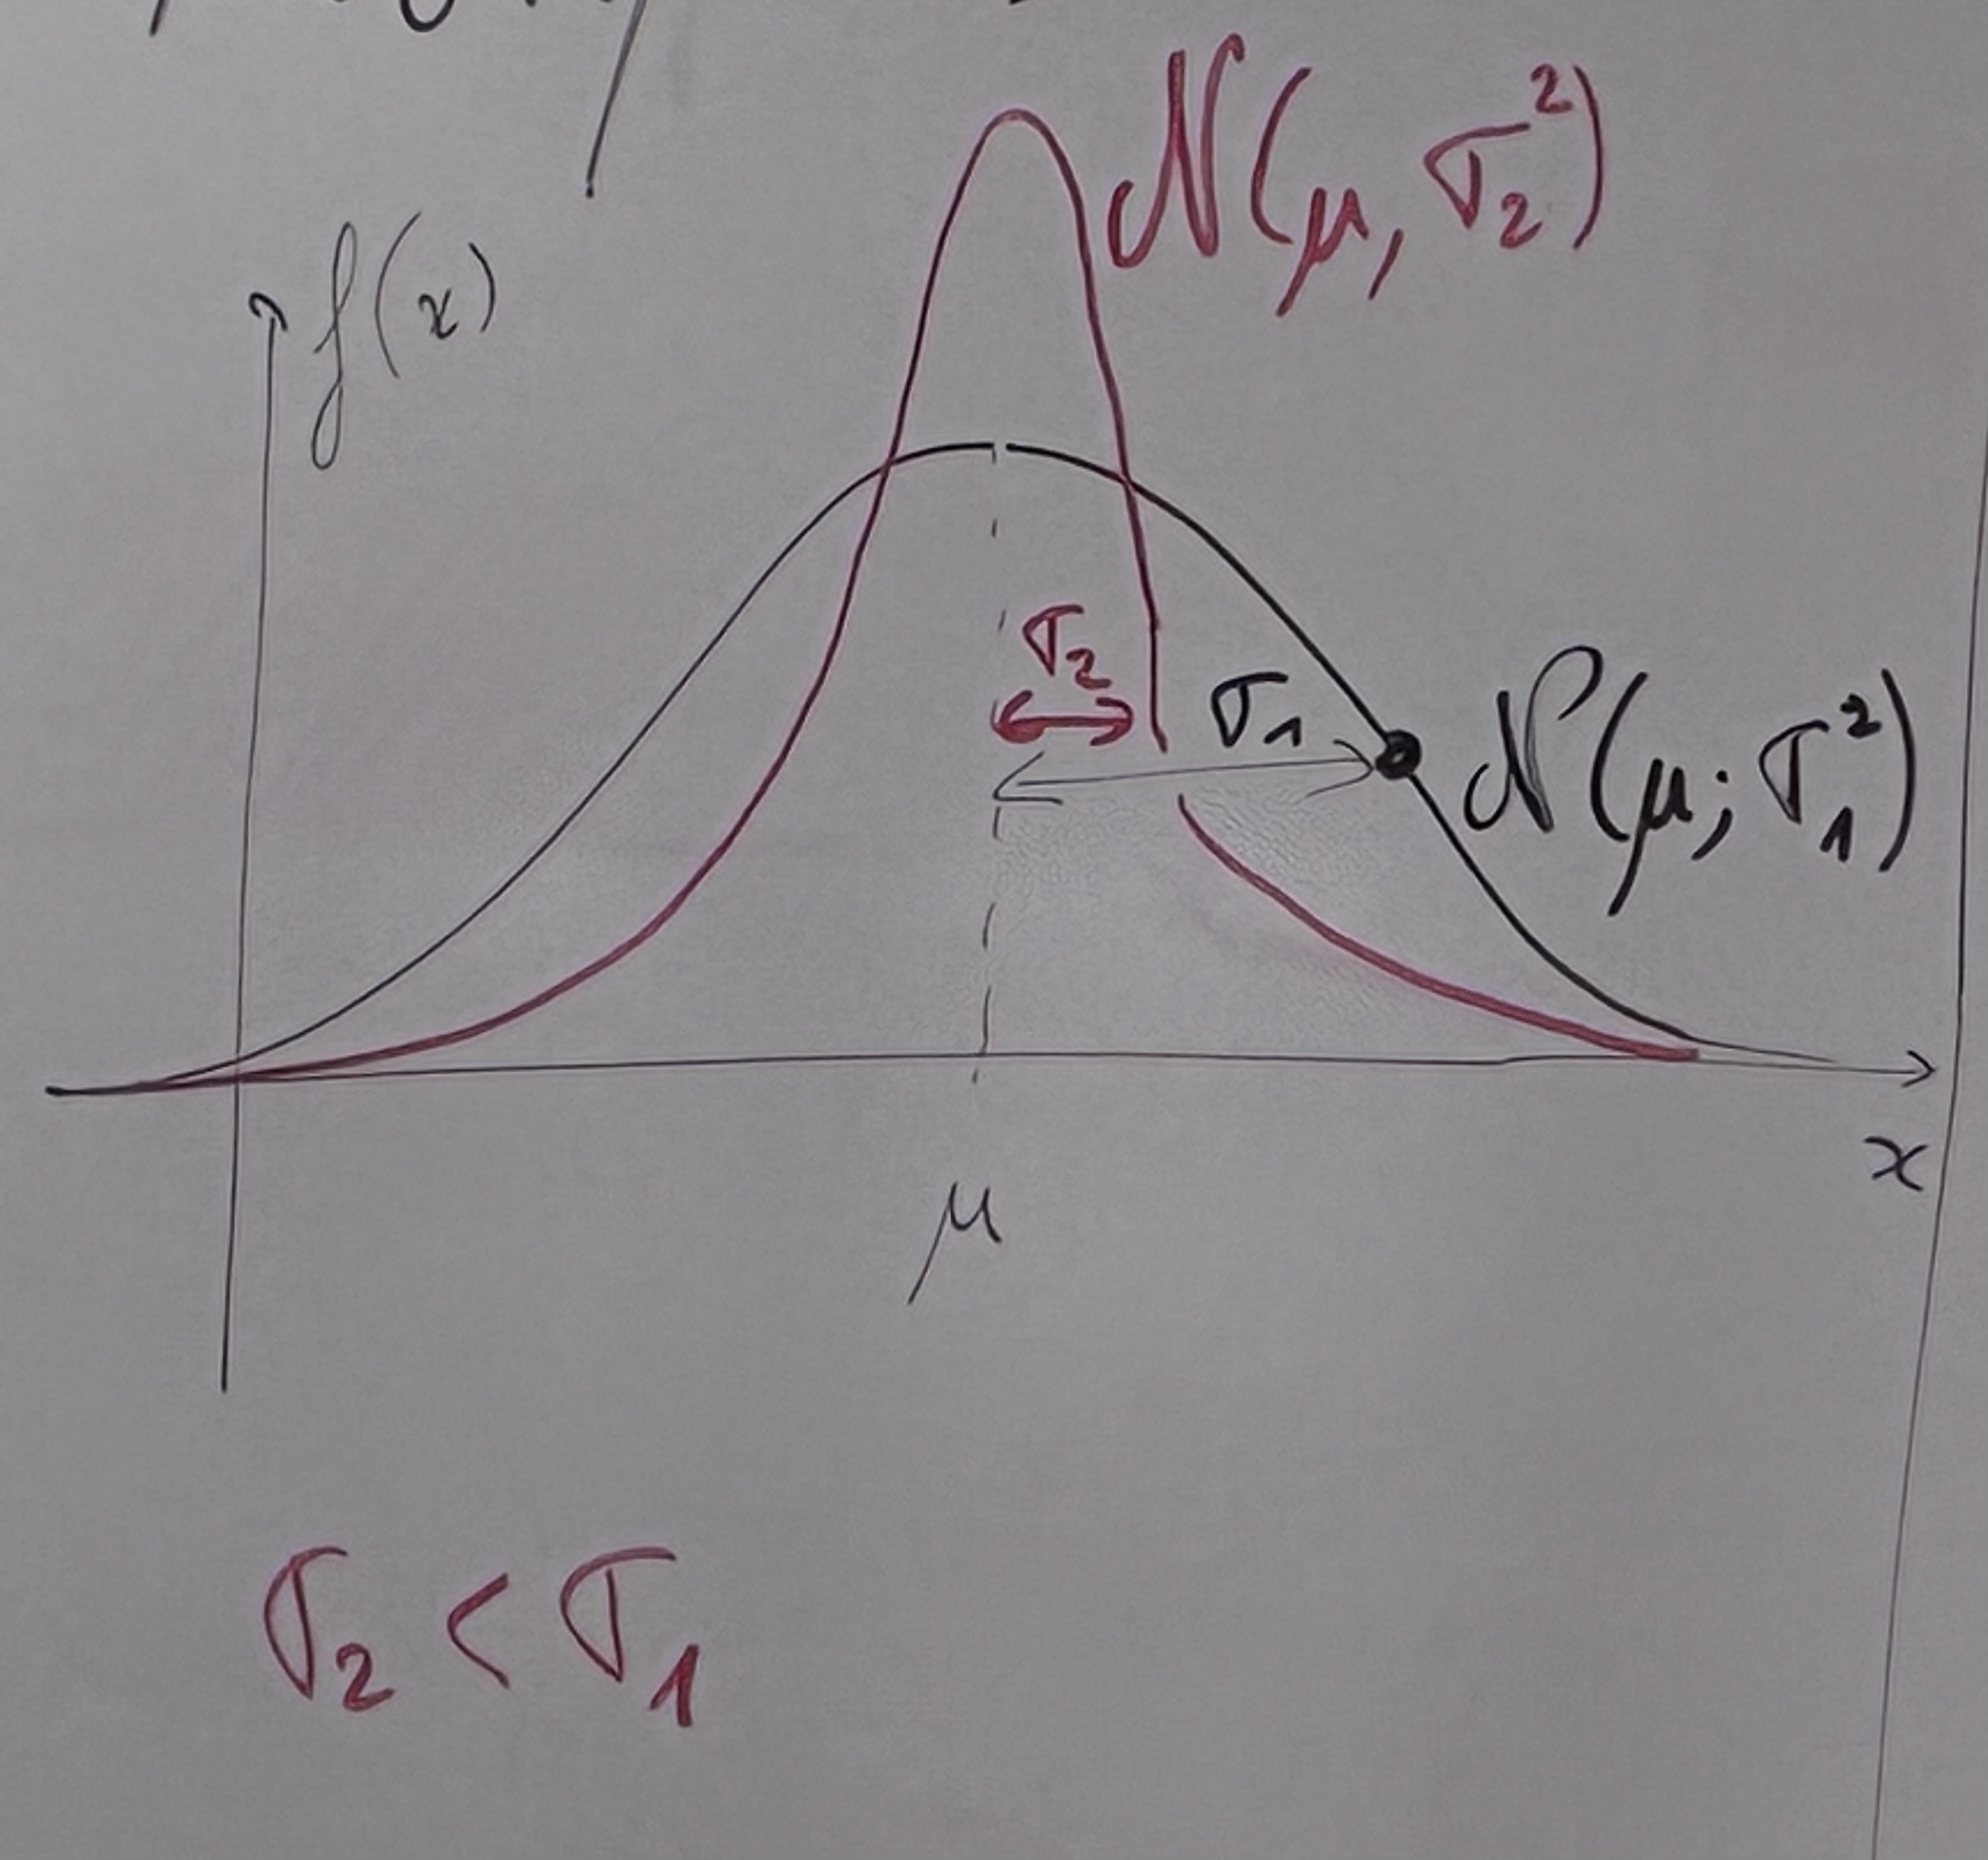 𝒩(μ, σ₂²)
f(x)
σ₂
σ₁
𝒩(μ; σ₁²)
x
μ
σ₂ < σ₁